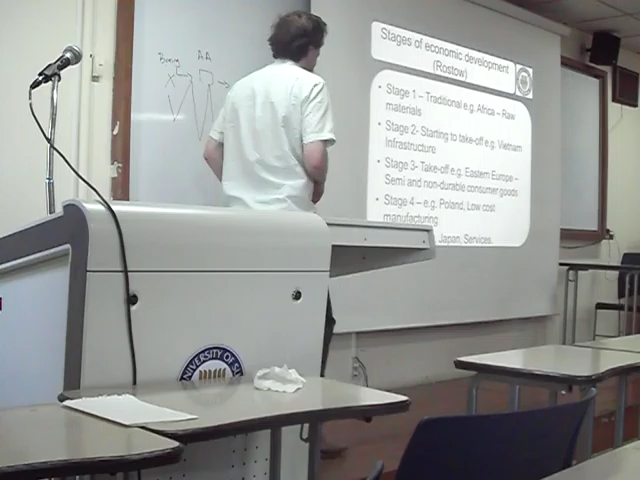 Stages of economic development
(Rostow)
• Stage 1 – Traditional e.g. Africa – Raw
materials
• Stage 2- Starting to take-off e.g. Vietnam
Infrastructure
• Stage 3- Take-off e.g. Eastern Europe –
Semi and non-durable consumer goods
• Stage 4 – e.g. Poland, Low cost
manufacturing
Japan, Services.
AA
UNIVERSITY OF